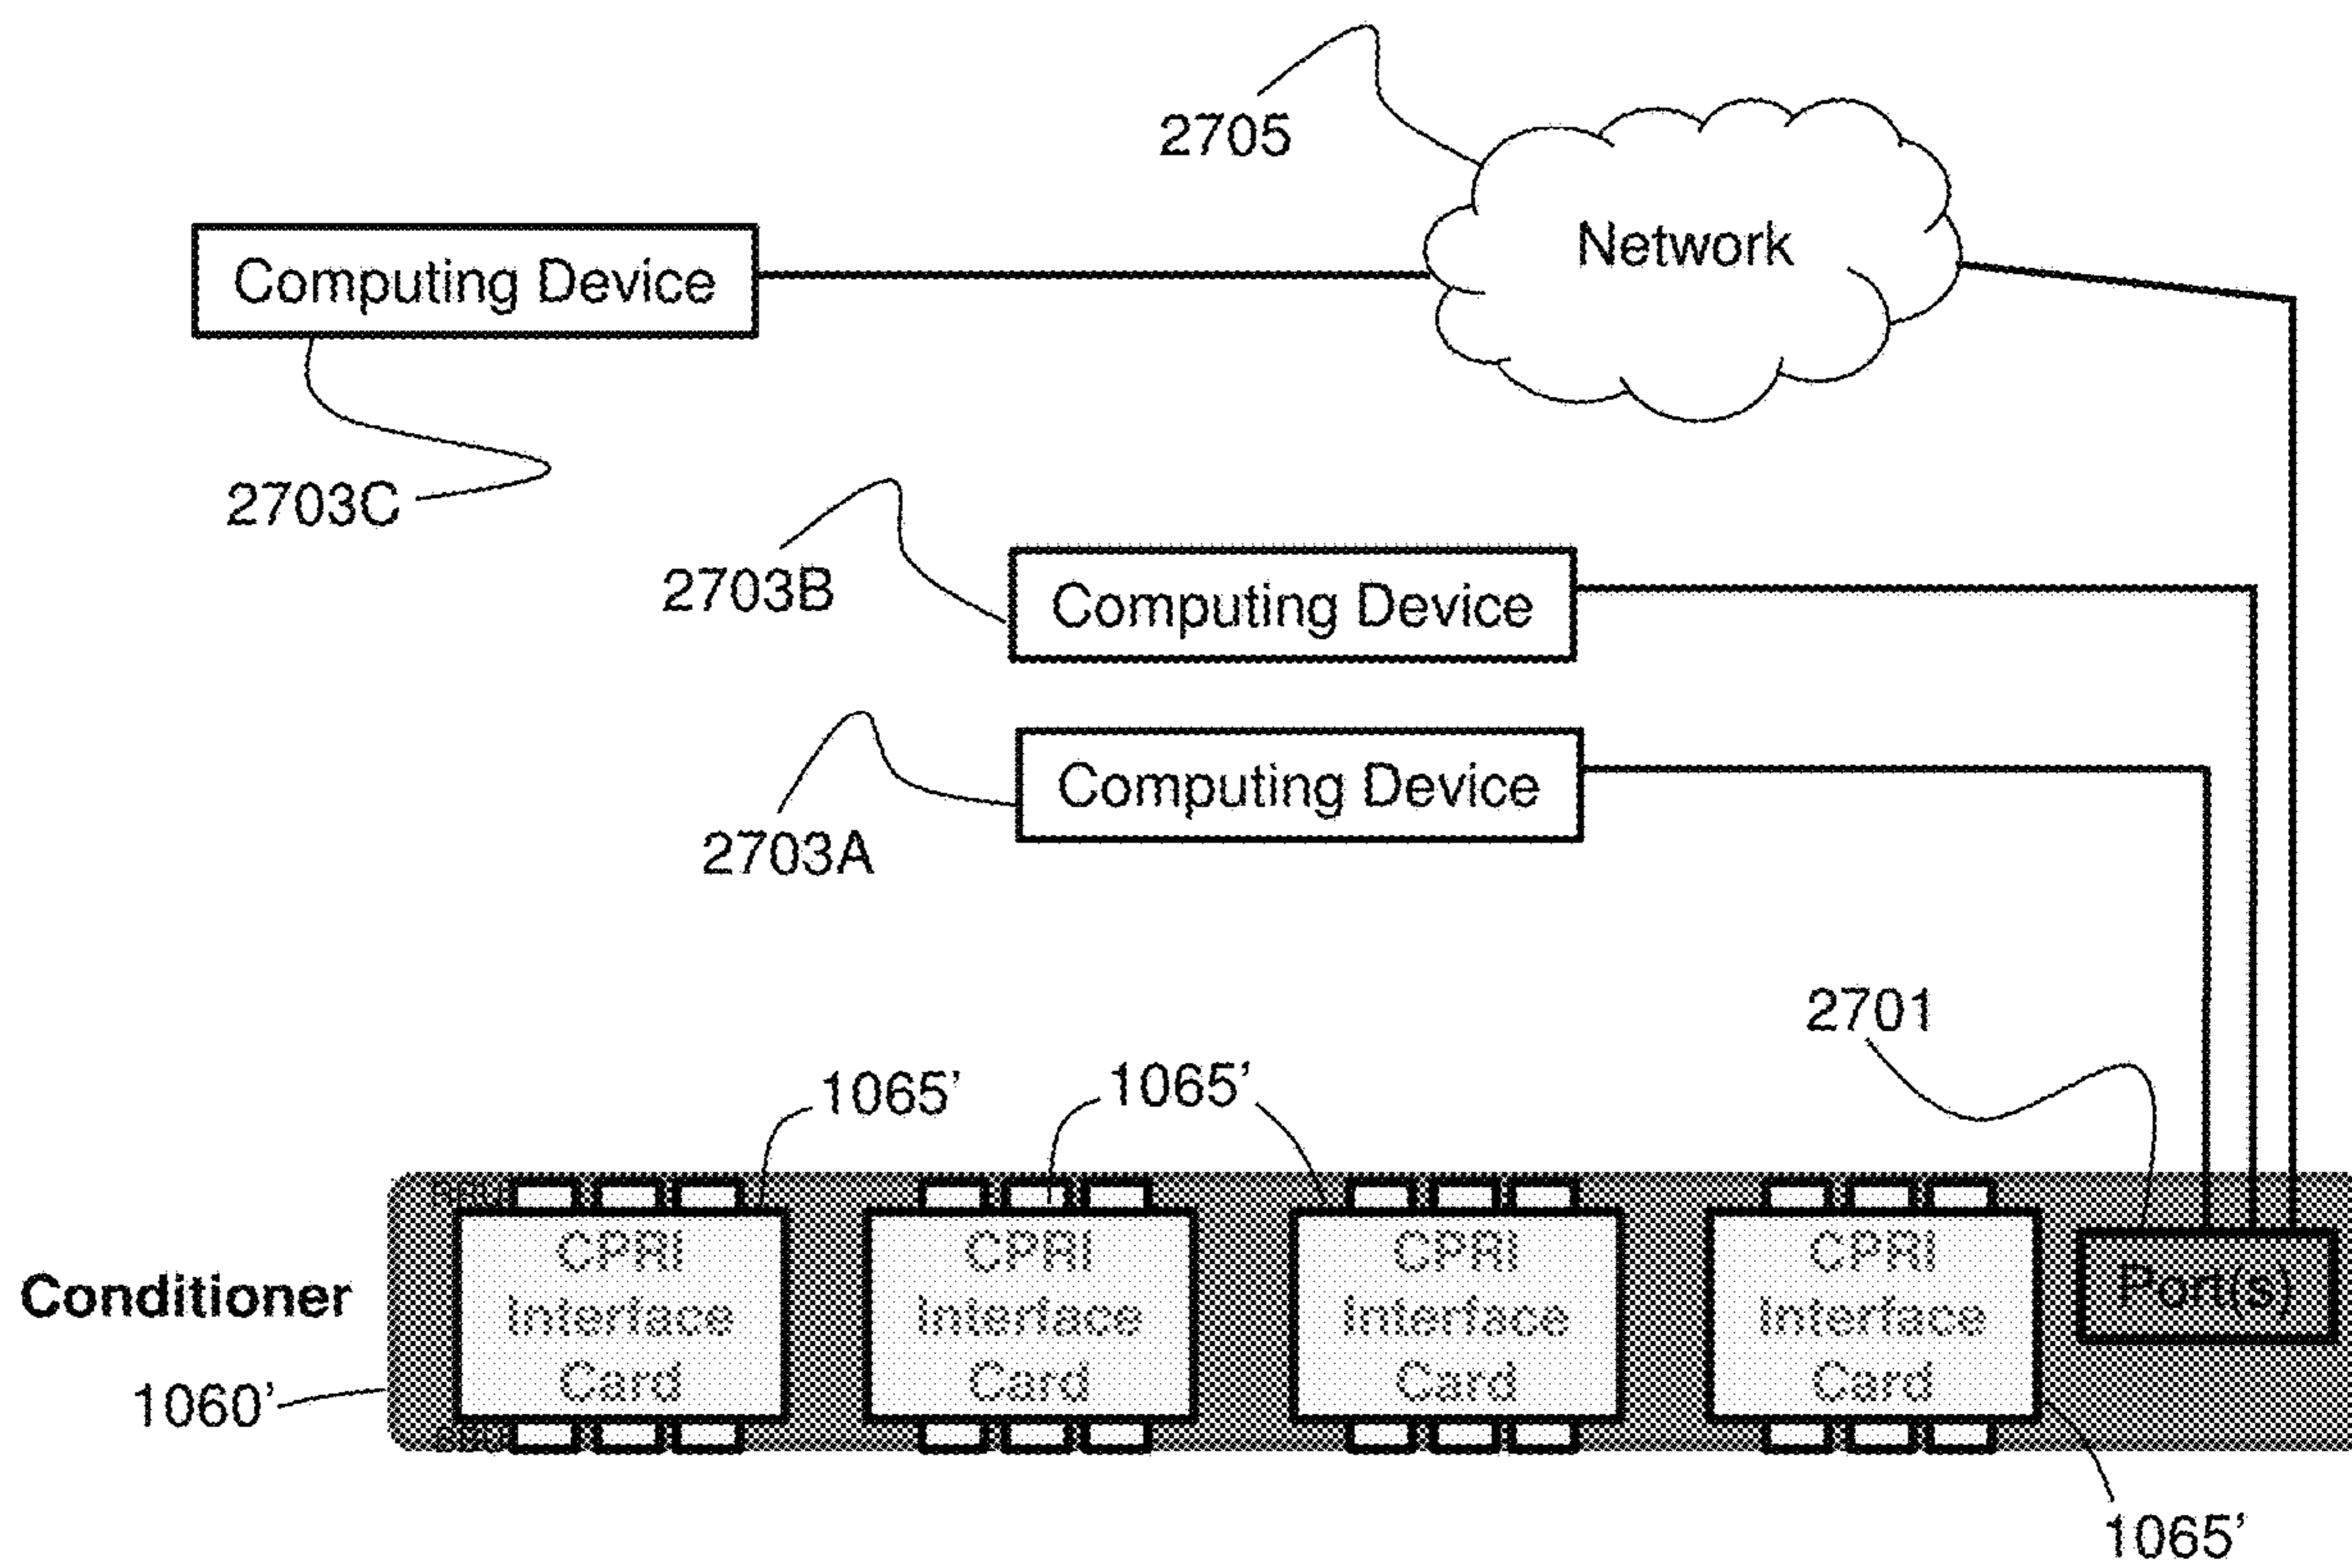 2705
Network
Computing Device
2703C
2703B
Computing Device
Computing Device
2703A
2701
1065’
1065’
CPRI
Interface
Card
CPRI
Interface
Card
CPRI
Interface
Card
CPRI
Interface
Card
Port(s)
Conditioner
1060’
1065’